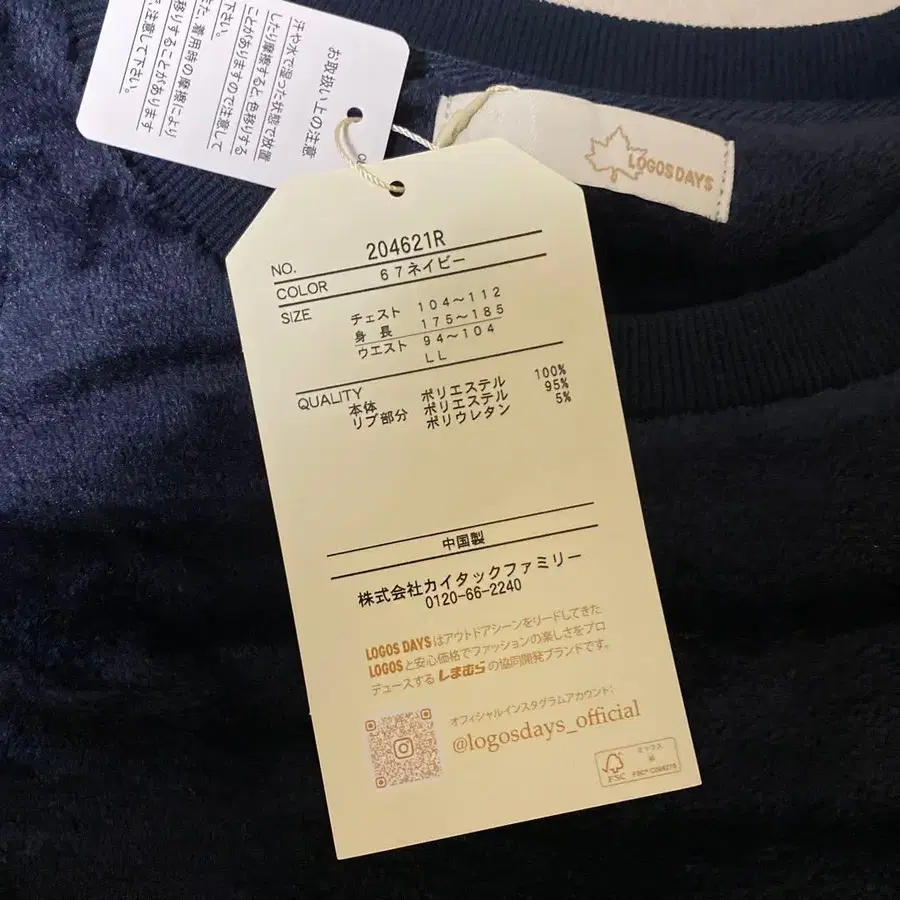 お取扱い上の注意
汗や水で湿った状態で放置
したり摩擦すると色移りする
ことがありますので注意して
下さい。
また、着用時の摩擦により
色移りすることがあります
ので、注意して下さい。
LOGOS DAYS
NO. 204621R
COLOR 67ネイビー
SIZE チェスト 104〜112
身長 175〜185
ウエスト 94〜104
LL
QUALITY
本体 ポリエステル 100%
リブ部分 ポリエステル 95%
ポリウレタン 5%
中国製
株式会社カイタックファミリー
0120-66-2240
LOGOS DAYSはアウトドアシーンをリードしてきた
LOGOSと安心価格でファッションの楽しさをプロ
デュースするしまむらの協同開発ブランドです。
オフィシャルインスタグラムアカウント:
@logosdays_official
ミックス
紙
FSC